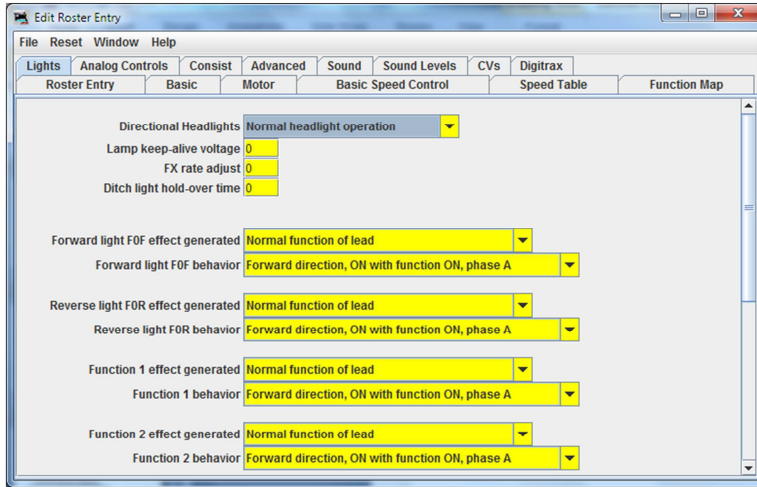 Edit Roster Entry
File Reset Window Help
Lights Analog Controls Consist Advanced Sound Sound Levels CVs Digitrax
Roster Entry Basic Motor Basic Speed Control Speed Table Function Map
Directional Headlights Normal headlight operation
Lamp keep-alive voltage 0
FX rate adjust 0
Ditch light hold-over time 0
Forward light F0F effect generated Normal function of lead
Forward light F0F behavior Forward direction, ON with function ON, phase A
Reverse light F0R effect generated Normal function of lead
Reverse light F0R behavior Forward direction, ON with function ON, phase A
Function 1 effect generated Normal function of lead
Function 1 behavior Forward direction, ON with function ON, phase A
Function 2 effect generated Normal function of lead
Function 2 behavior Forward direction, ON with function ON, phase A